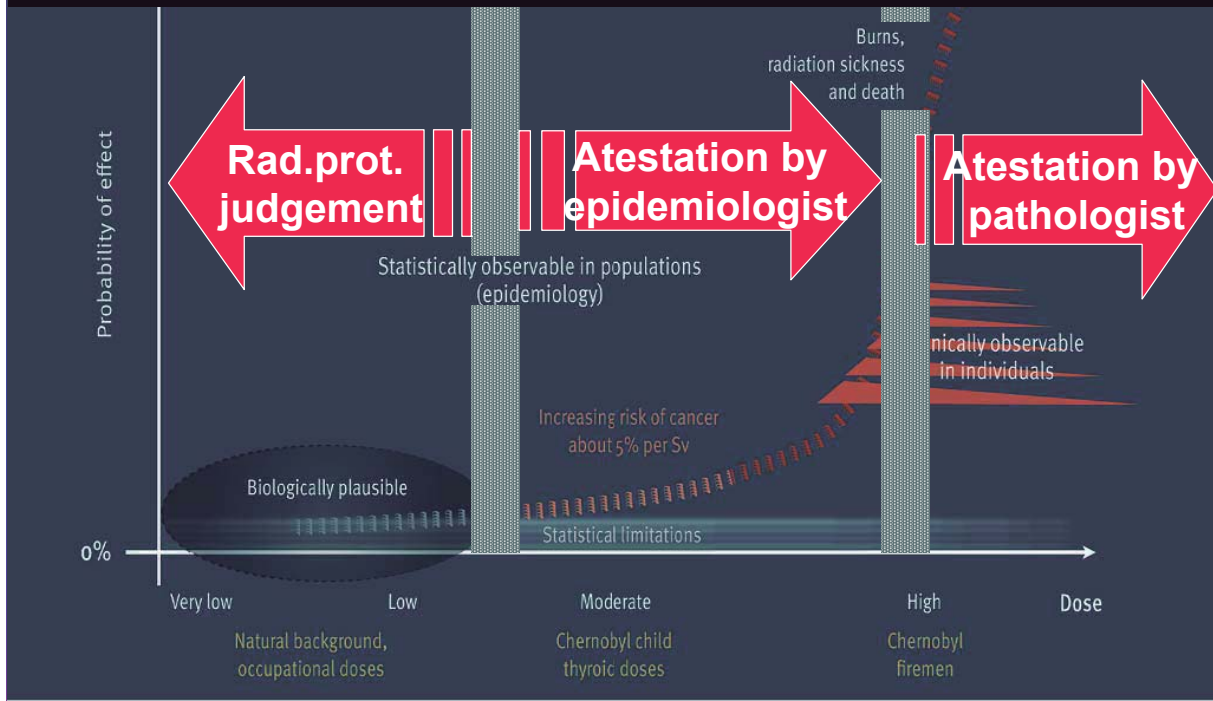 Burns,
radiation sickness
and death
Probability of effect
Rad.prot.
judgement
Atestation by
epidemiologist
Atestation by
pathologist
Statistically observable in populations
(epidemiology)
nically observable
in individuals
Increasing risk of cancer
about 5% per Sv
Biologically plausible
Statistical limitations
0%
Very low
Low
Moderate
High
Dose
Natural background,
occupational doses
Chernobyl child
thyroic doses
Chernobyl
firemen